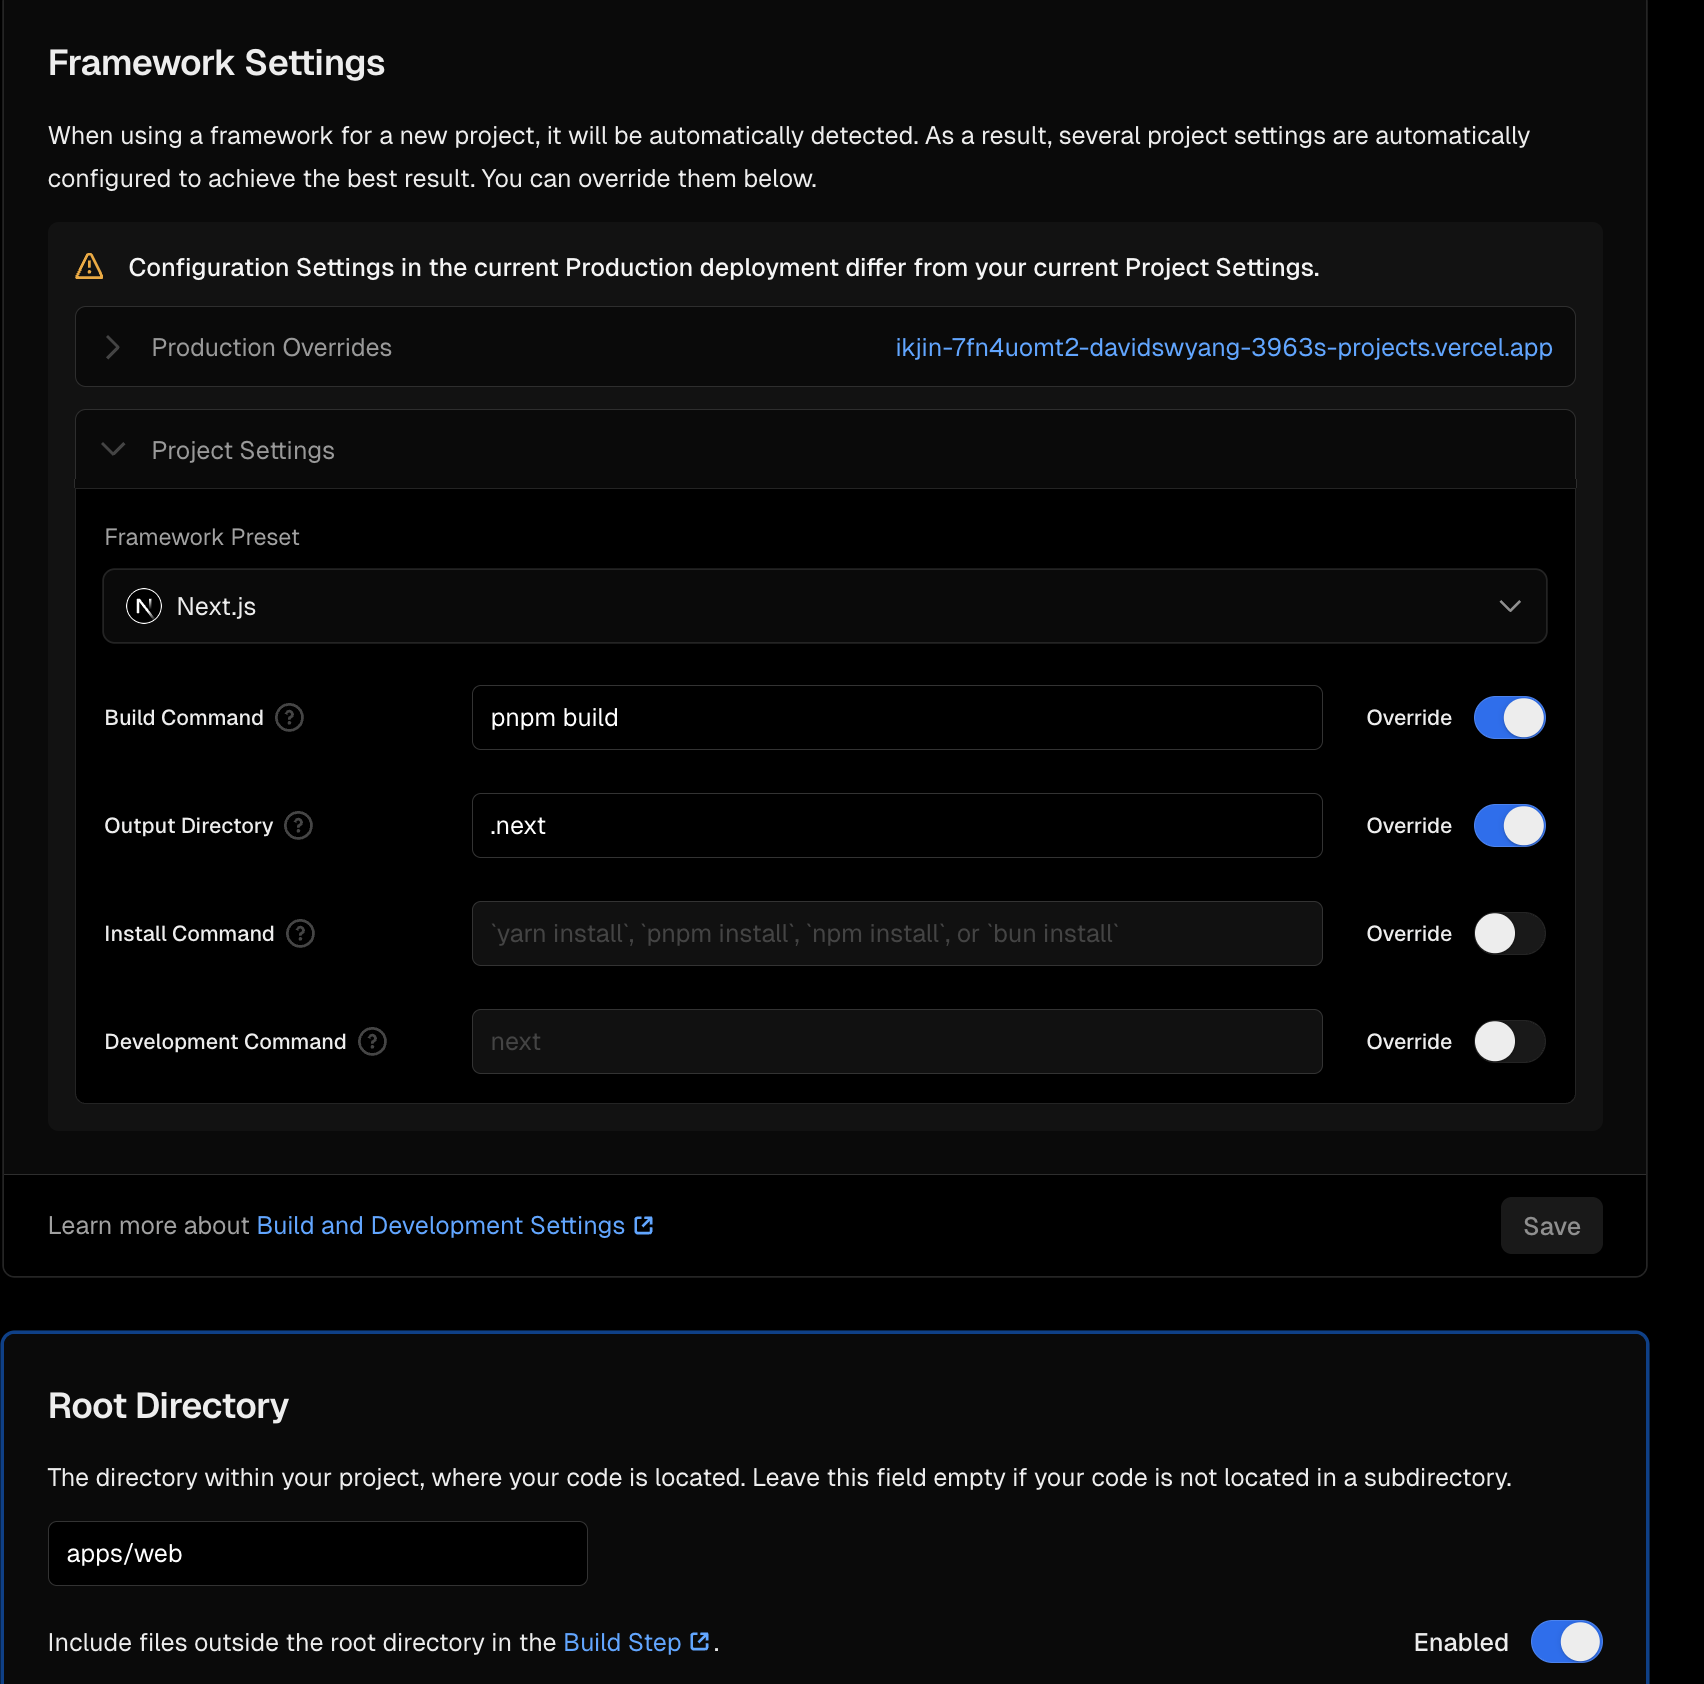 Framework Settings
When using a framework for a new project, it will be automatically detected. As a result, several project settings are automatically
configured to achieve the best result. You can override them below.
Configuration Settings in the current Production deployment differ from your current Project Settings.
Production Overrides ikjin-7fn4uomt2-davidswyang-3963s-projects.vercel.app
Project Settings
Framework Preset
N Next.js
Build Command ? pnpm build Override
Output Directory ? .next Override
Install Command ? `yarn install`, `pnpm install`, `npm install`, or `bun install` Override
Development Command ? next Override
Learn more about Build and Development Settings Save
Root Directory
The directory within your project, where your code is located. Leave this field empty if your code is not located in a subdirectory.
apps/web
Include files outside the root directory in the Build Step . Enabled